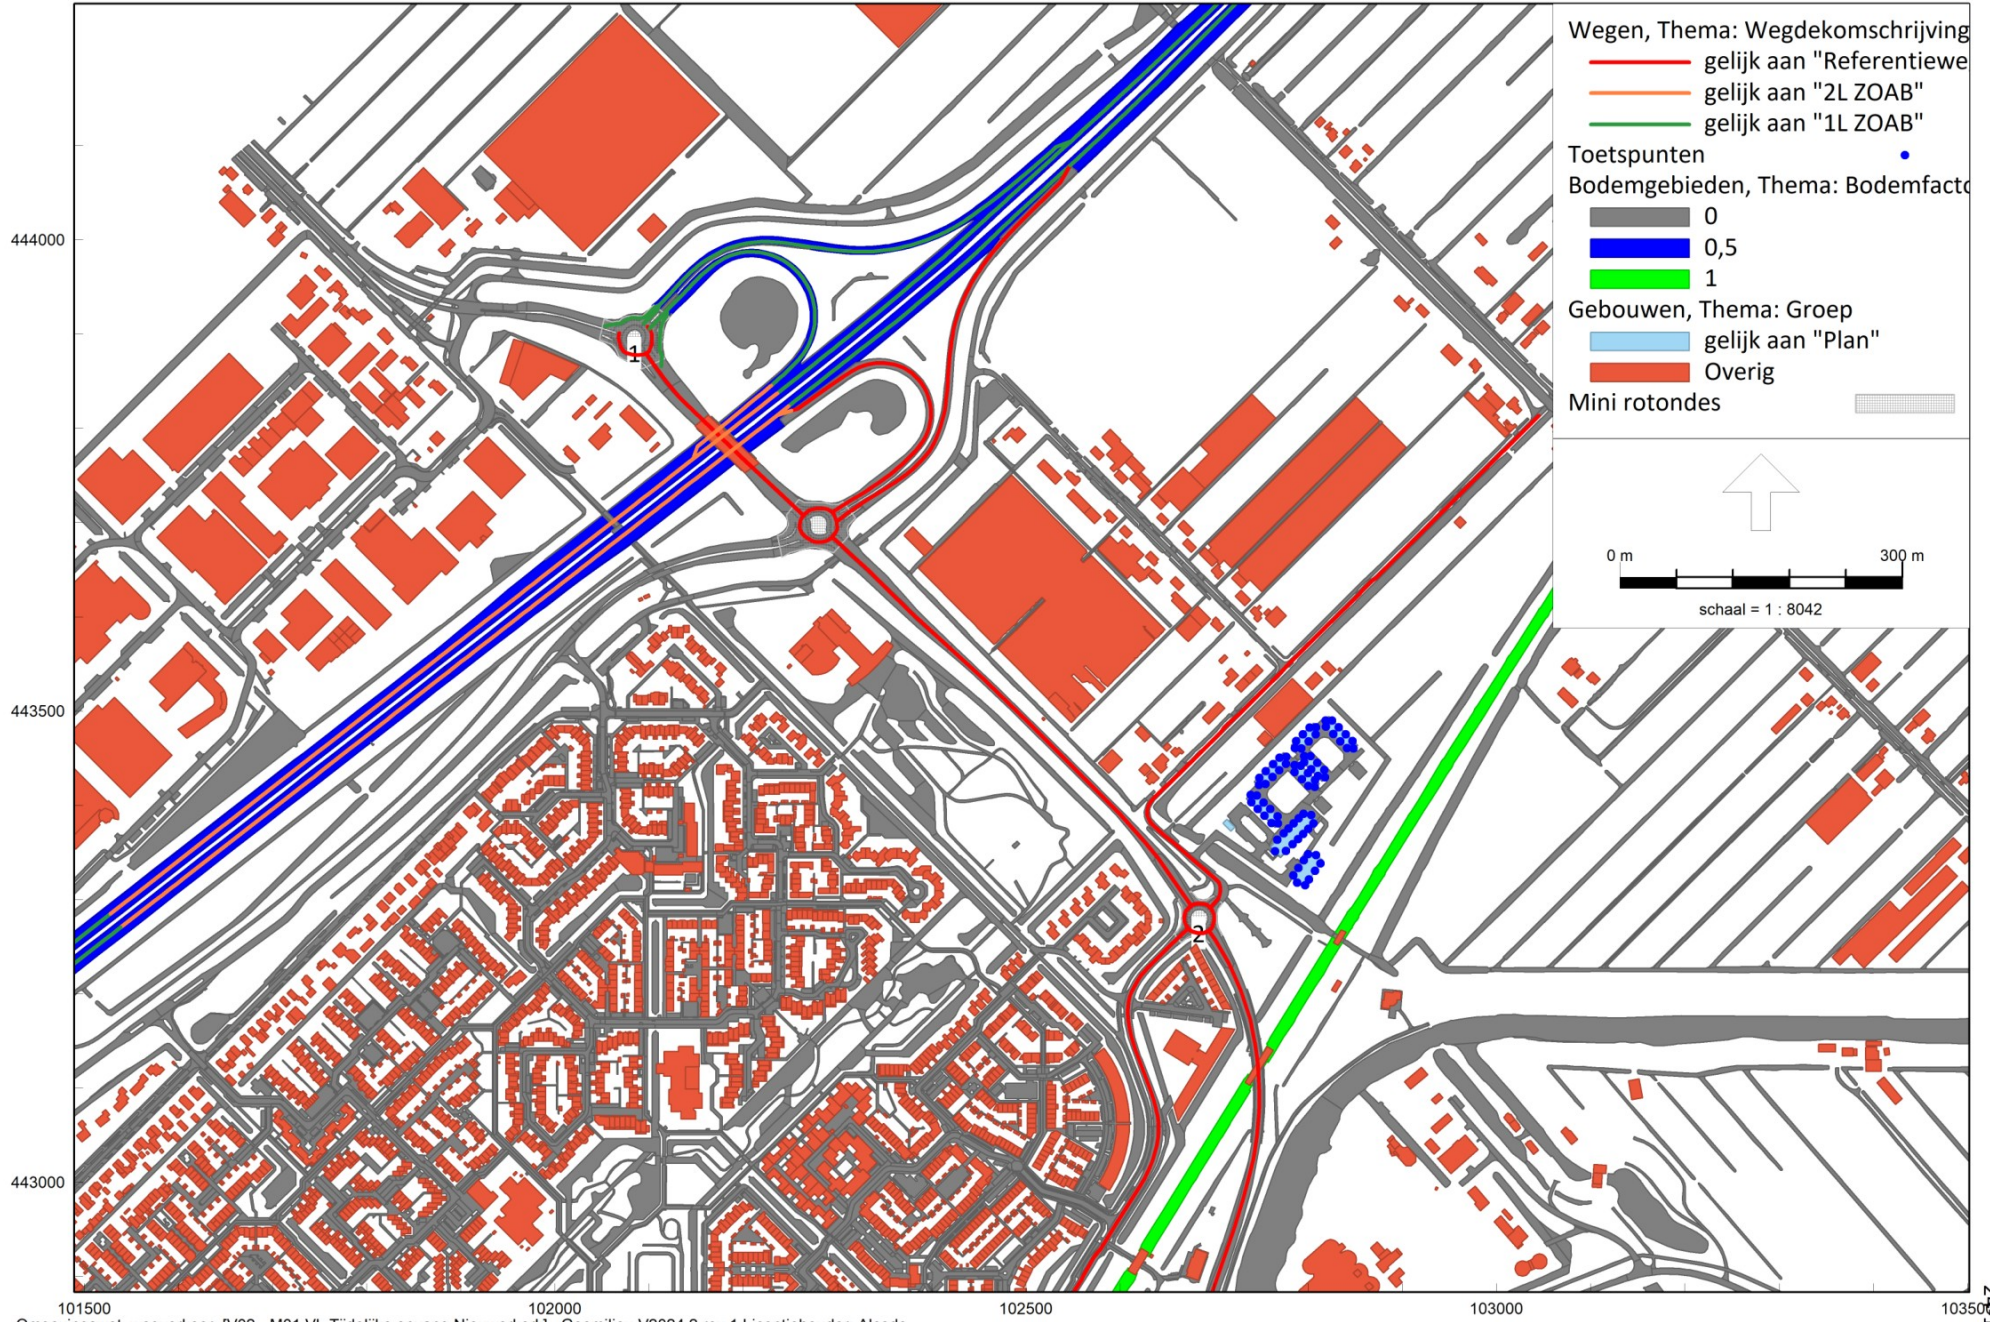 Wegen, Thema: Wegdekomschrijving
gelijk aan "Referentiewe
gelijk aan "2L ZOAB"
gelijk aan "1L ZOAB"
Toetspunten
Bodemgebieden, Thema: Bodemfacto
0
0,5
1
Gebouwen, Thema: Groep
gelijk aan "Plan"
Overig
Mini rotondes
0 m 300 m
schaal = 1 : 8042
444000
443500
443000
1
2
101500 102000 102500 103000 103500